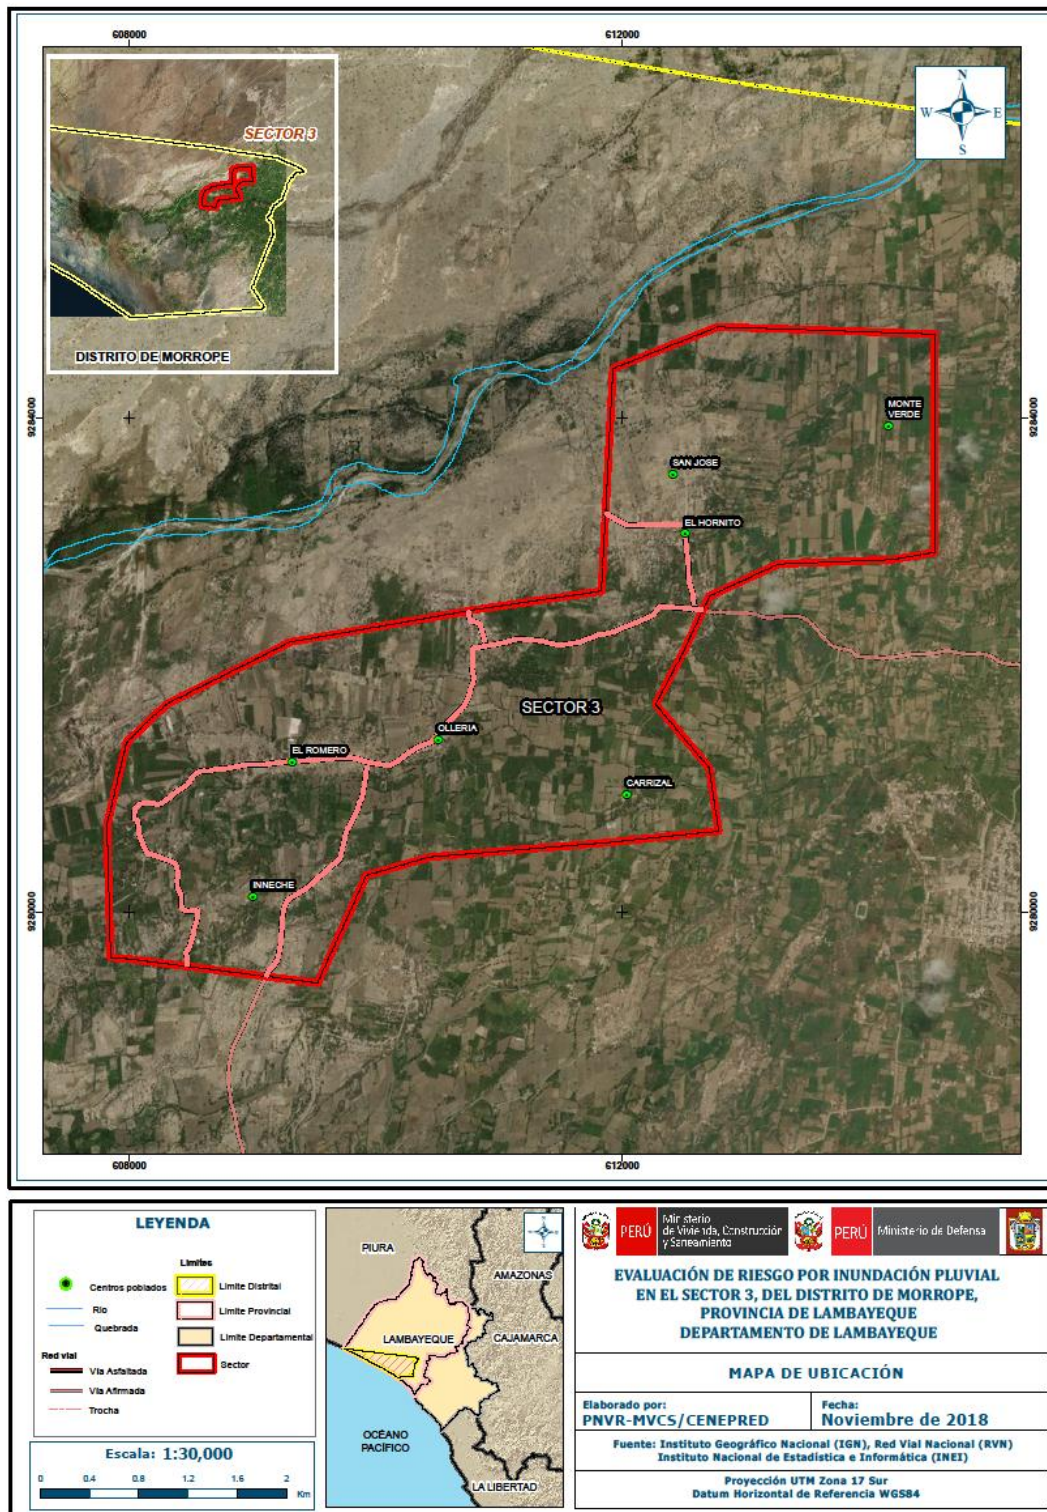 608000
612000
SECTOR 3
DISTRITO DE MORROPE
N
W
E
S
9284000
9284000
MONTE
VERDE
SAN JOSE
EL HORNITO
SECTOR 3
OLLERIA
EL ROMERO
CARRIZAL
INNECHE
9280000
9280000
608000
612000
LEYENDA
Centros poblados
Rio
Quebrada
Red vial
Vía Asfaltada
Vía Afirmada
Trocha
Limites
Limite Distrital
Limite Provincial
Limite Departamental
Sector
Escala: 1:30,000
0 0.4 0.8 1.2 1.6 2
Km
PIURA
AMAZONAS
LAMBAYEQUE
CAJAMARCA
OCÉANO
PACÍFICO
LA LIBERTAD
PERÚ
Ministerio
de Vivienda, Construcción
y Saneamiento
PERÚ
Ministerio de Defensa
EVALUACIÓN DE RIESGO POR INUNDACIÓN PLUVIAL
EN EL SECTOR 3, DEL DISTRITO DE MORROPE,
PROVINCIA DE LAMBAYEQUE
DEPARTAMENTO DE LAMBAYEQUE
MAPA DE UBICACIÓN
Elaborado por:
PNVR-MVCS/CENEPRED
Fecha:
Noviembre de 2018
Fuente: Instituto Geográfico Nacional (IGN), Red Vial Nacional (RVN)
Instituto Nacional de Estadística e Informática (INEI)
Proyección UTM Zona 17 Sur
Datum Horizontal de Referencia WGS84